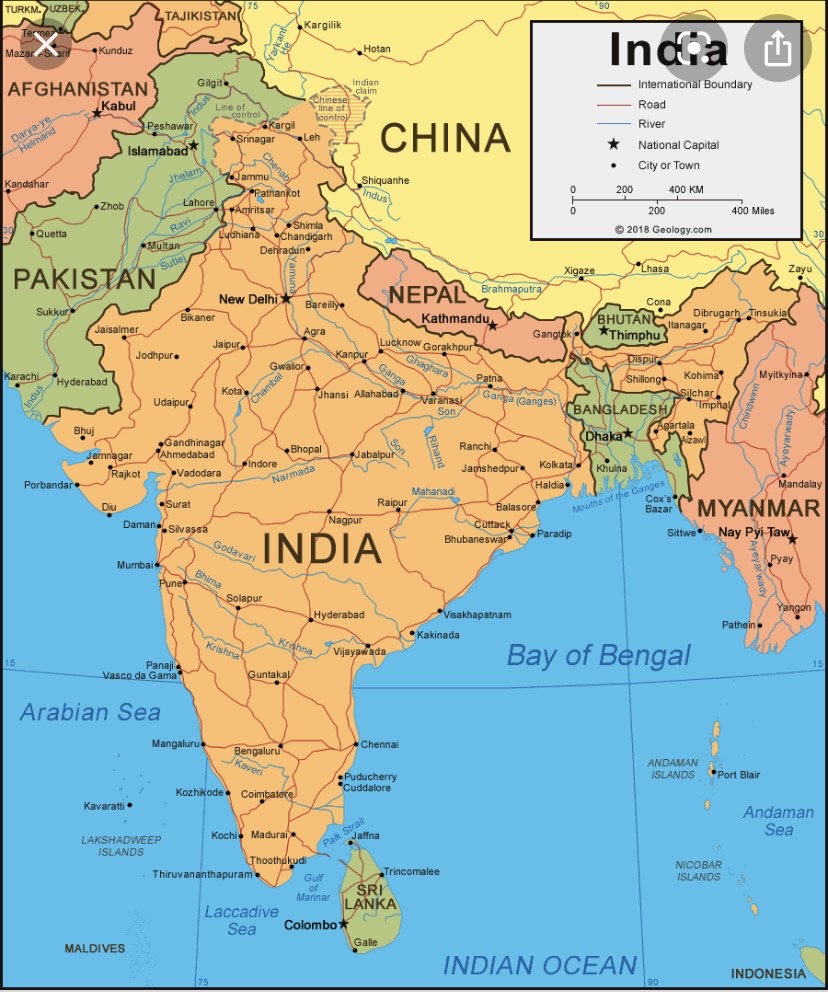 TURKM.
UZBEK.
TAJIKISTAN
75
90
Termez
Kunduz
AFGHANISTAN
Kabul
Darya-ye
Helmand
Kandahar
Kargilik
Yarkant
He
Hotan
Gilgit
Indus
Line of
control
Indian
claim
Chinese
line of
control
CHINA
India
International Boundary
Road
River
National Capital
City or Town
0 200 400 KM
0 200 400 Miles
© 2018 Geology.com
Peshawar
Islamabad
Kargil
Srinagar
Leh
Jhelam
Chenab
Jammu
Pathankot
Shiquanhe
Indus
Zhob
Lahore
Amritsar
30
Quetta
Ravi
Multan
Sutlej
Ludhiana
Shimla
Chandigarh
Dehradun
Yamuna
30
PAKISTAN
Sukkur
New Delhi
Bareilly
NEPAL
Kathmandu
Xigaze
Lhasa
Brahmaputra
Zayu
Cona
BHUTAN
Thimphu
Gangtok
Itanagar
Dibrugarh
Tinsukia
Bikaner
Jaisalmer
Jodhpur
Jaipur
Agra
Lucknow
Gorakhpur
Gwalior
Kanpur
Ghaghara
Ganga
Karachi
Indus
Hyderabad
Udaipur
Kota
Chambal
Jhansi
Allahabad
Varanasi
Son
Patna
Ganga (Ganges)
Dispur
Shillong
Kohima
Silchar
Imphal
Myitkyina
Chindwinn
Ayeyarwady
BANGLADESH
Dhaka
Agartala
Aizawl
Khulna
Bhuj
Jamnagar
Rajkot
Porbandar
Gandhinagar
Ahmedabad
Vadodara
Indore
Bhopal
Narmada
Jabalpur
Son
Rihand
Ranchi
Jamshedpur
Kolkata
Haldia
Mouths of the Ganges
Cox's
Bazar
Mandalay
MYANMAR
Nay Pyi Taw
Sittwe
Pyay
Ayeyarwady
Yangon
Pathein
Diu
Surat
Daman
Silvassa
Nagpur
Raipur
Mahanadi
Balasore
Cuttack
Bhubaneswar
Paradip
INDIA
Mumbai
Godavari
Pune
Bhima
Solapur
Hyderabad
Visakhapatnam
Kakinada
Krishna
Krishna
Vijayawada
15
Panaji
Vasco da Gama
Guntakal
Bay of Bengal
15
Arabian Sea
Mangaluru
Bengaluru
Chennai
Kaveri
Puducherry
Cuddalore
Kozhikode
Coimbatore
Kavaratti
LAKSHADWEEP
ISLANDS
Kochi
Madurai
Palk Strait
Jaffna
Thoothukudi
Thiruvananthapuram
Gulf
of
Mannar
Trincomalee
SRI
LANKA
Colombo
Galle
Laccadive
Sea
MALDIVES
ANDAMAN
ISLANDS
Port Blair
Andaman
Sea
NICOBAR
ISLANDS
INDIAN OCEAN
INDONESIA
75
90